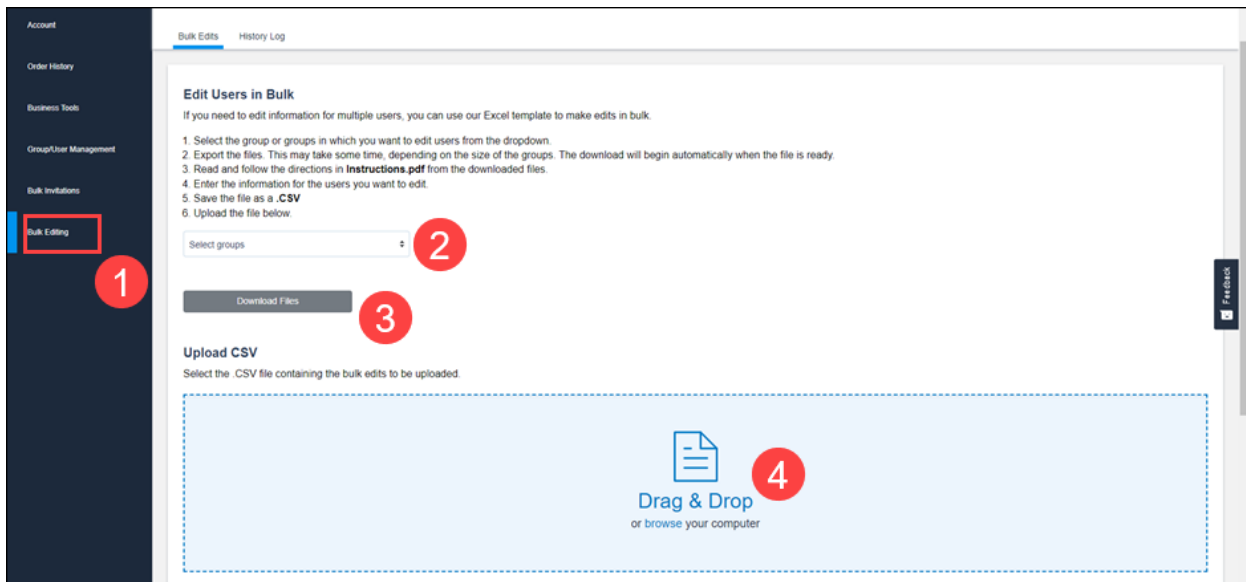 Account
Order History
Business Tools
Group/User Management
Bulk Invitations
Bulk Editing
1
Bulk Edits History Log
Edit Users in Bulk
If you need to edit information for multiple users, you can use our Excel template to make edits in bulk.
1. Select the group or groups in which you want to edit users from the dropdown.
2. Export the files. This may take some time, depending on the size of the groups. The download will begin automatically when the file is ready.
3. Read and follow the directions in Instructions.pdf from the downloaded files.
4. Enter the information for the users you want to edit.
5. Save the file as a .CSV
6. Upload the file below.
Select groups
2
Download Files
3
Upload CSV
Select the .CSV file containing the bulk edits to be uploaded.
4
Drag & Drop
or browse your computer
Feedback